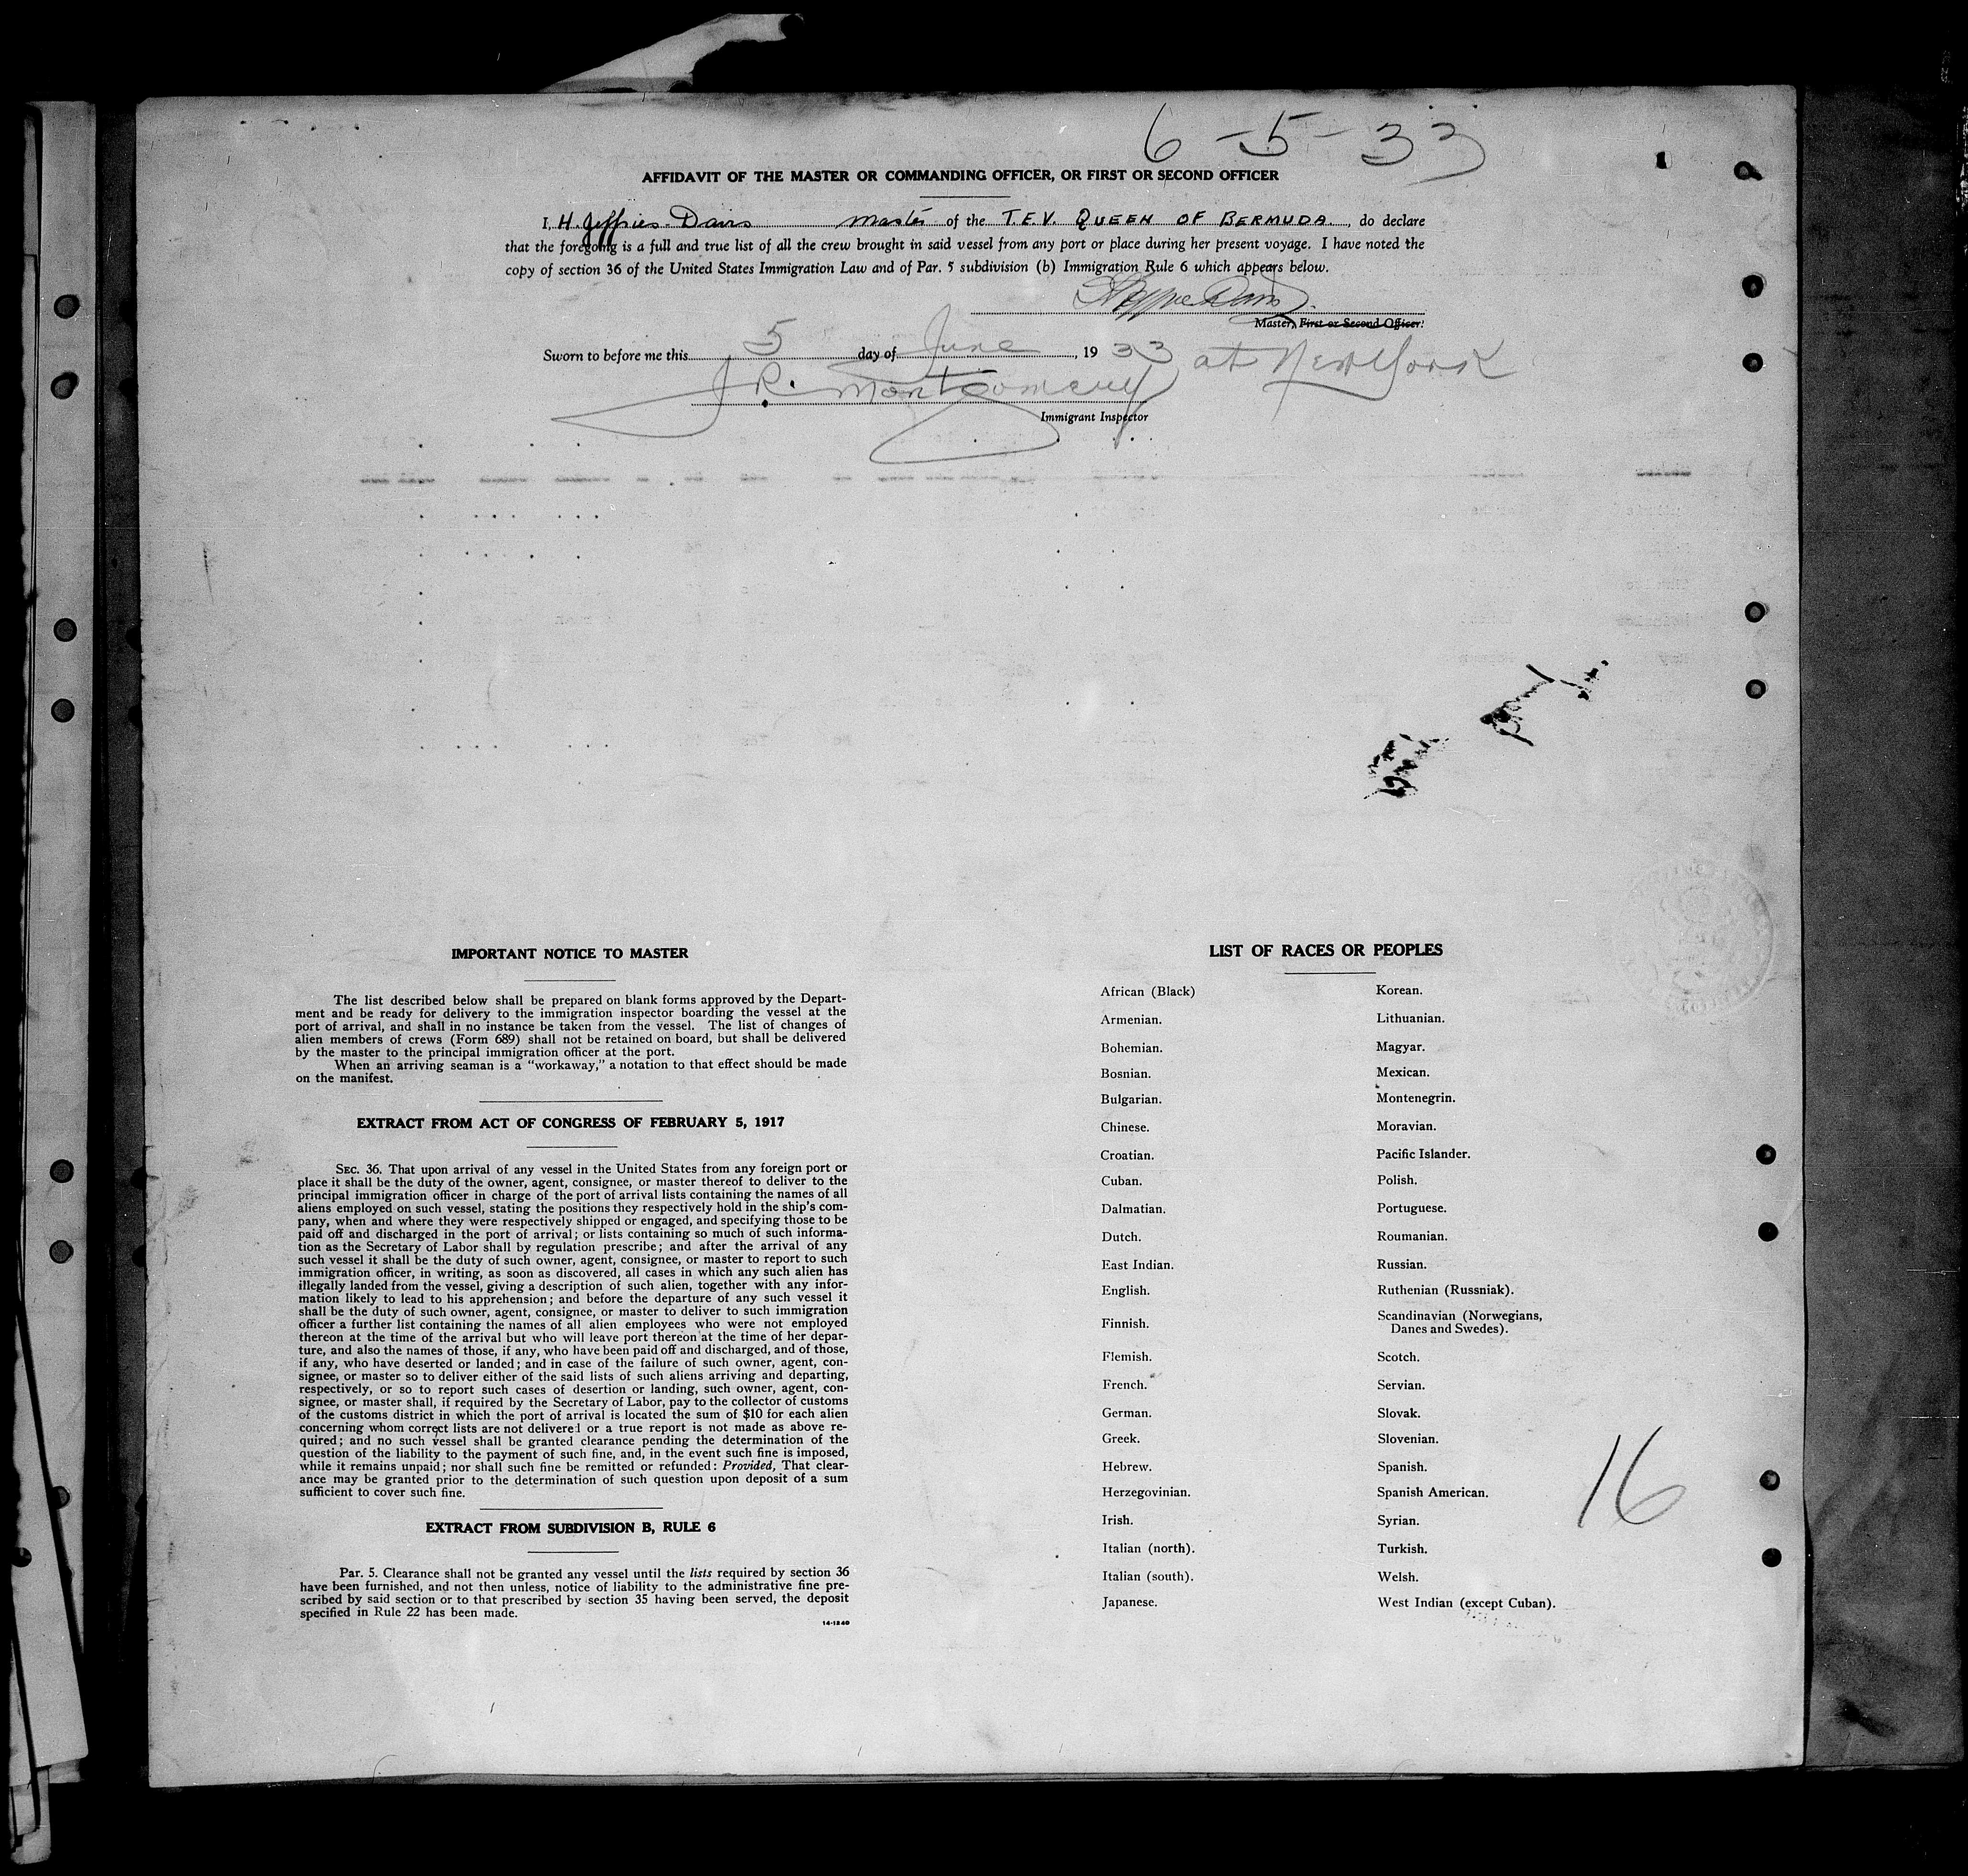 6-5-33
AFFIDAVIT OF THE MASTER OR COMMANDING OFFICER, OR FIRST OR SECOND OFFICER
I, H. Jeffries Davis Master of the T.E.V. QUEEN OF BERMUDA, do declare
that the foregoing is a full and true list of all the crew brought in said vessel from any port or place during her present voyage. I have noted the
copy of section 36 of the United States Immigration Law and of Par. 5 subdivision (b) Immigration Rule 6 which appears below.
Master, First or Second Officer.
Sworn to before me this 5 day of June, 1933 at New York
J R. Montgomery
Immigrant Inspector
IMPORTANT NOTICE TO MASTER
The list described below shall be prepared on blank forms approved by the Depart-
ment and be ready for delivery to the immigration inspector boarding the vessel at the
port of arrival, and shall in no instance be taken from the vessel. The list of changes of
alien members of crews (Form 689) shall not be retained on board, but shall be delivered
by the master to the principal immigration officer at the port.
When an arriving seaman is a "workaway," a notation to that effect should be made
on the manifest.
EXTRACT FROM ACT OF CONGRESS OF FEBRUARY 5, 1917
SEC. 36. That upon arrival of any vessel in the United States from any foreign port or
place it shall be the duty of the owner, agent, consignee, or master thereof to deliver to the
principal immigration officer in charge of the port of arrival lists containing the names of all
aliens employed on such vessel, stating the positions they respectively hold in the ship's com-
pany, when and where they were respectively shipped or engaged, and specifying those to be
paid off and discharged in the port of arrival; or lists containing so much of such informa-
tion as the Secretary of Labor shall by regulation prescribe; and after the arrival of any
such vessel it shall be the duty of such owner, agent, consignee, or master to report to such
immigration officer, in writing, as soon as discovered, all cases in which any such alien has
illegally landed from the vessel, giving a description of such alien, together with any infor-
mation likely to lead to his apprehension; and before the departure of any such vessel it
shall be the duty of such owner, agent, consignee, or master to deliver to such immigration
officer a further list containing the names of all alien employees who were not employed
thereon at the time of the arrival but who will leave port thereon at the time of her depar-
ture, and also the names of those, if any, who have been paid off and discharged, and of those,
if any, who have deserted or landed; and in case of the failure of such owner, agent, con-
signee, or master so to deliver either of the said lists of such aliens arriving and departing,
respectively, or so to report such cases of desertion or landing, such owner, agent, con-
signee, or master shall, if required by the Secretary of Labor, pay to the collector of customs
of the customs district in which the port of arrival is located the sum of $10 for each alien
concerning whom correct lists are not delivered or a true report is not made as above re-
quired; and no such vessel shall be granted clearance pending the determination of the
question of the liability to the payment of such fine, and, in the event such fine is imposed,
while it remains unpaid; nor shall such fine be remitted or refunded: Provided, That clear-
ance may be granted prior to the determination of such question upon deposit of a sum
sufficient to cover such fine.
EXTRACT FROM SUBDIVISION B, RULE 6
Par. 5. Clearance shall not be granted any vessel until the lists required by section 36
have been furnished, and not then unless, notice of liability to the administrative fine pre-
scribed by said section or to that prescribed by section 35 having been served, the deposit
specified in Rule 22 has been made.
14-1240
LIST OF RACES OR PEOPLES
African (Black)
Armenian.
Bohemian.
Bosnian.
Bulgarian.
Chinese.
Croatian.
Cuban.
Dalmatian.
Dutch.
East Indian.
English.
Finnish.
Flemish.
French.
German.
Greek.
Hebrew.
Herzegovinian.
Irish.
Italian (north).
Italian (south).
Japanese.
Korean.
Lithuanian.
Magyar.
Mexican.
Montenegrin.
Moravian.
Pacific Islander.
Polish.
Portuguese.
Roumanian.
Russian.
Ruthenian (Russniak).
Scandinavian (Norwegians,
Danes and Swedes).
Scotch.
Servian.
Slovak.
Slovenian.
Spanish.
Spanish American.
Syrian.
Turkish.
Welsh.
West Indian (except Cuban).
16